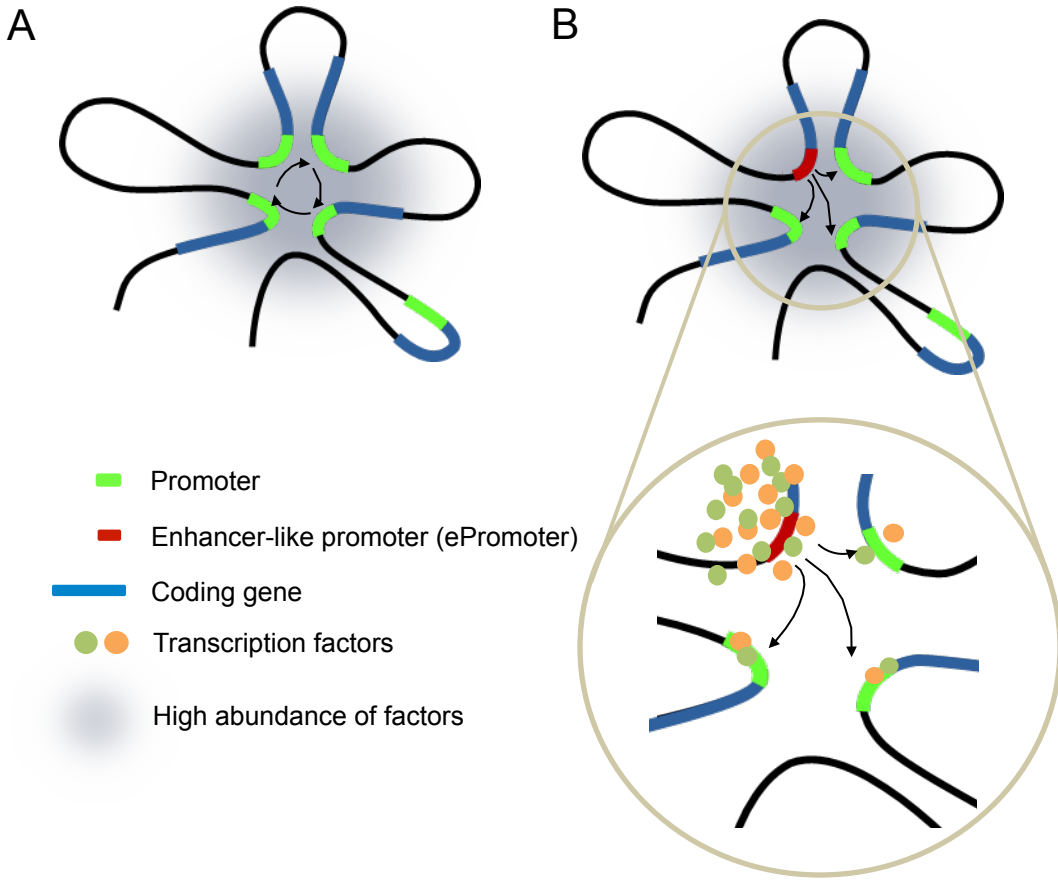 A
B
Promoter
Enhancer-like promoter (ePromoter)
Coding gene
Transcription factors
High abundance of factors